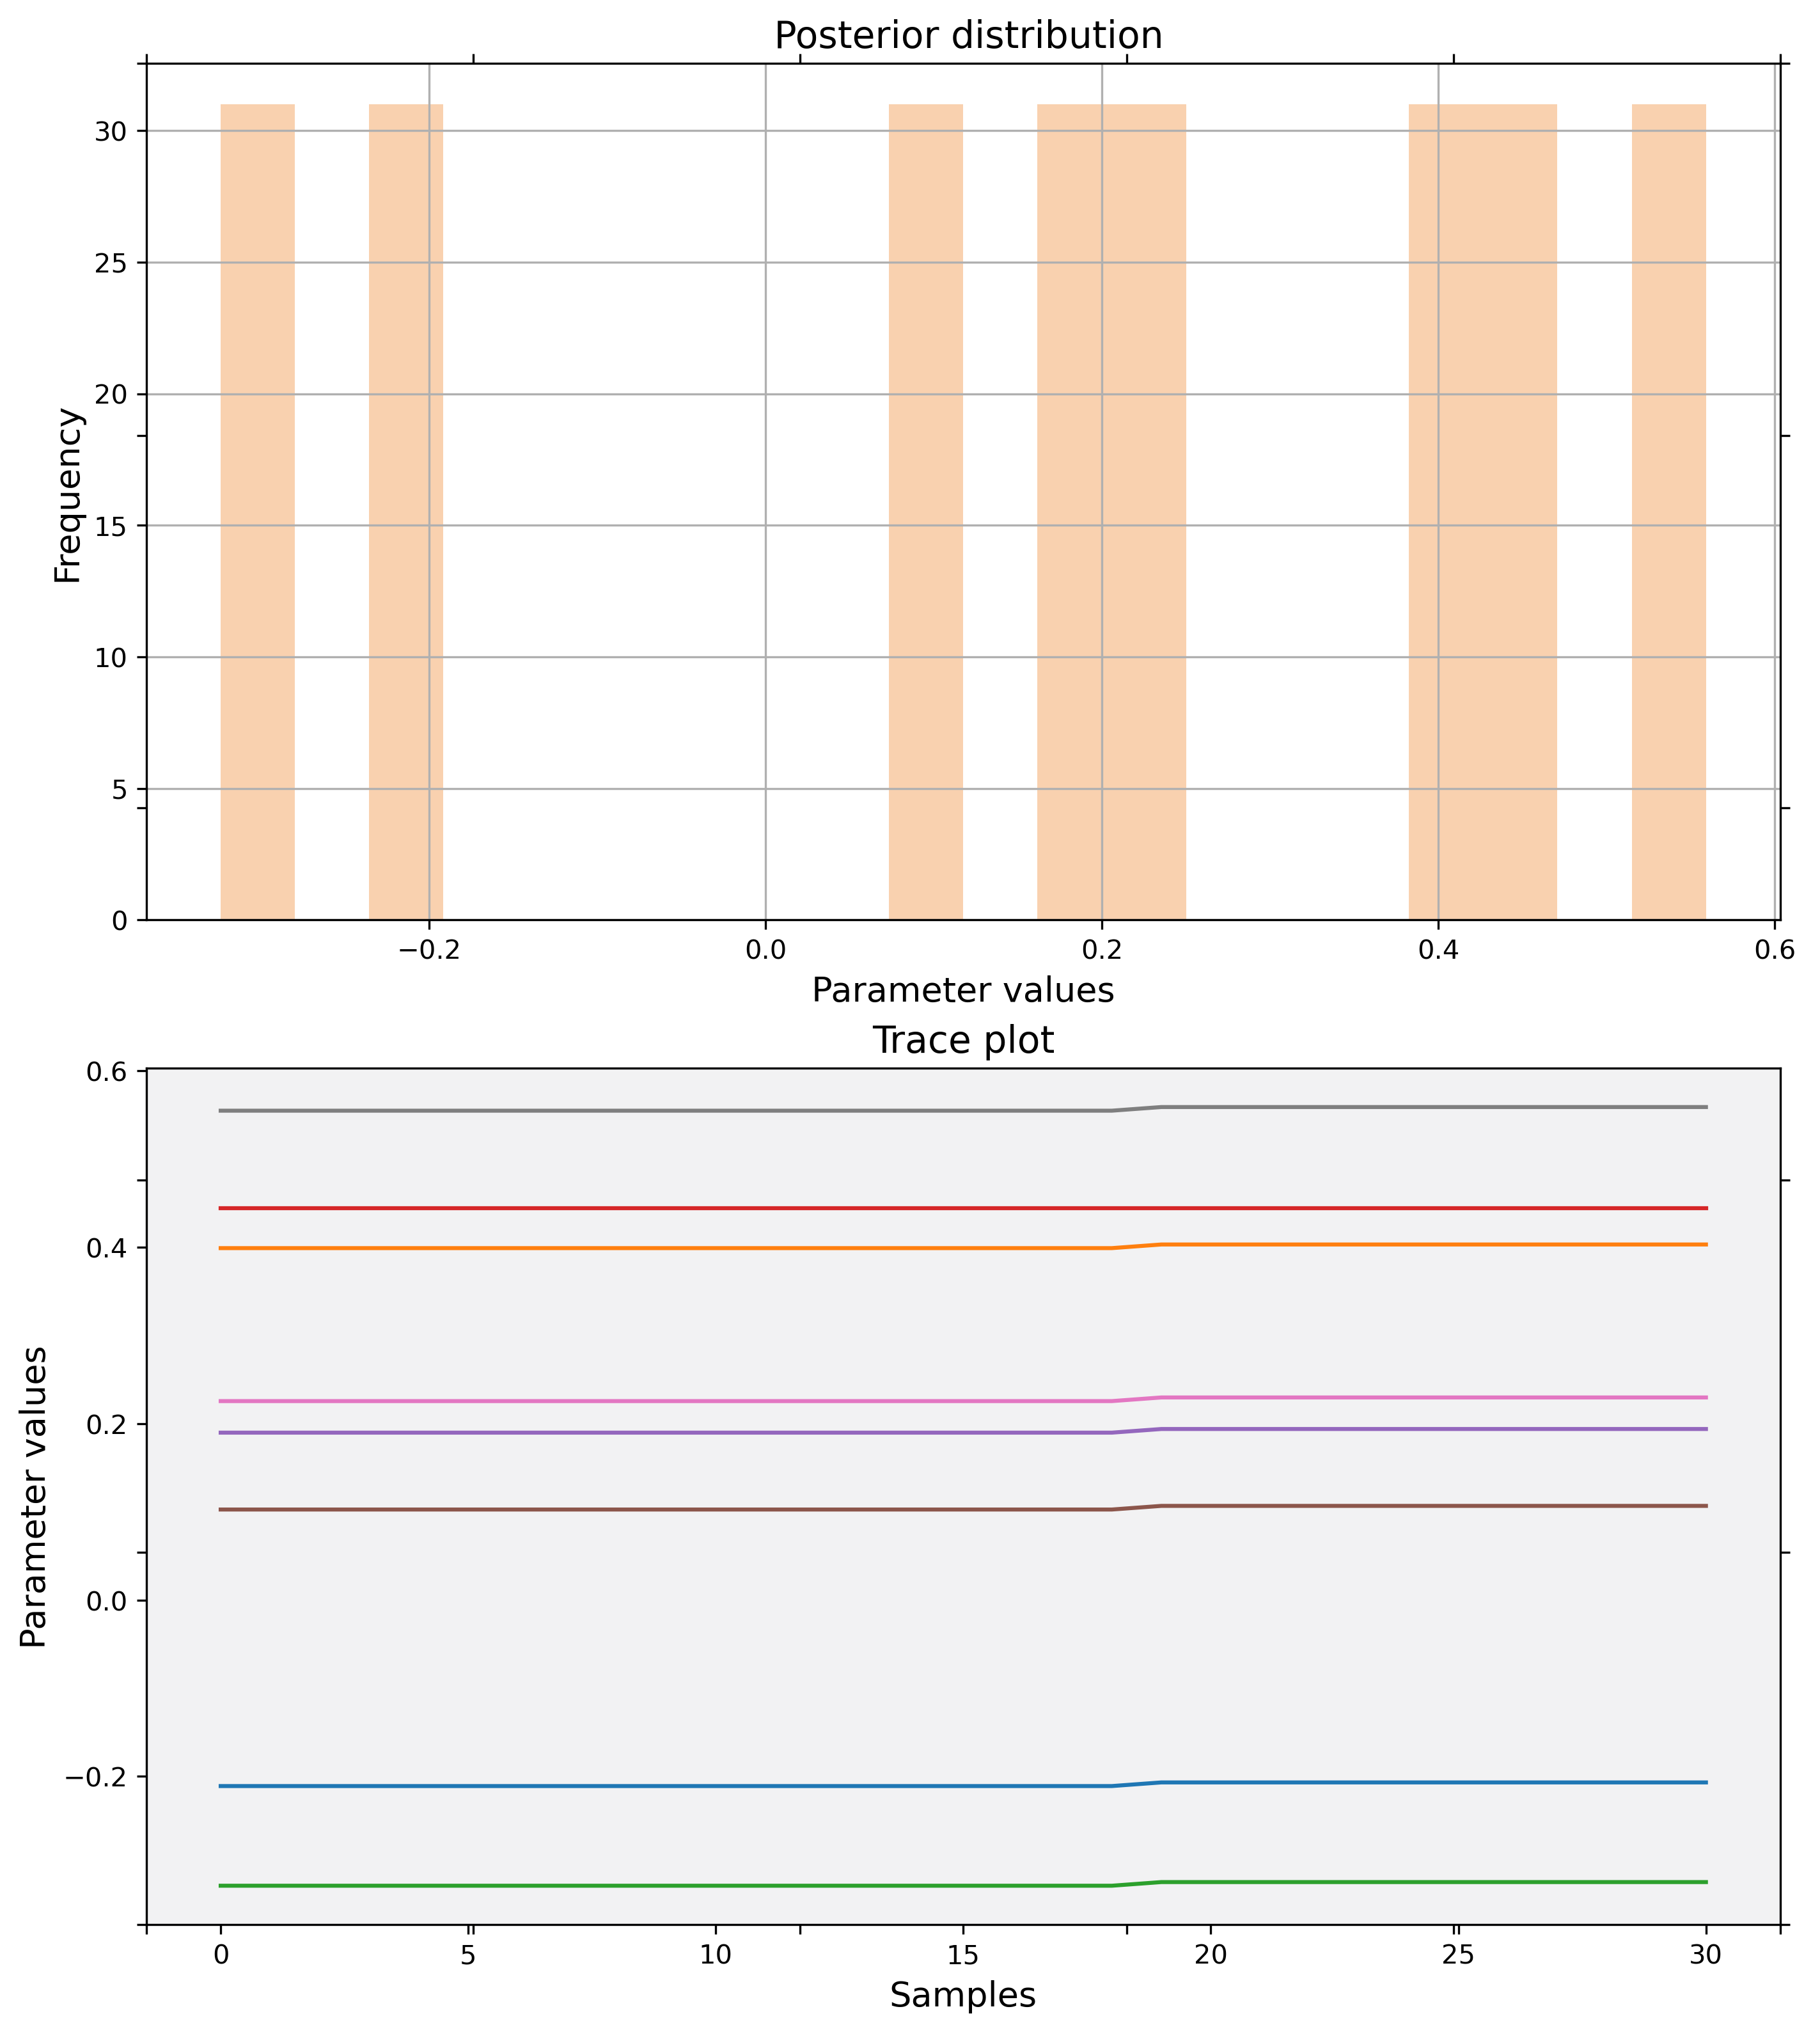 Posterior distribution
30
25
20
15
10
5
0
Frequency
−0.2 0.0 0.2 0.4 0.6
Parameter values
Trace plot
0.6
0.4
0.2
0.0
−0.2
Parameter values
0 5 10 15 20 25 30
Samples